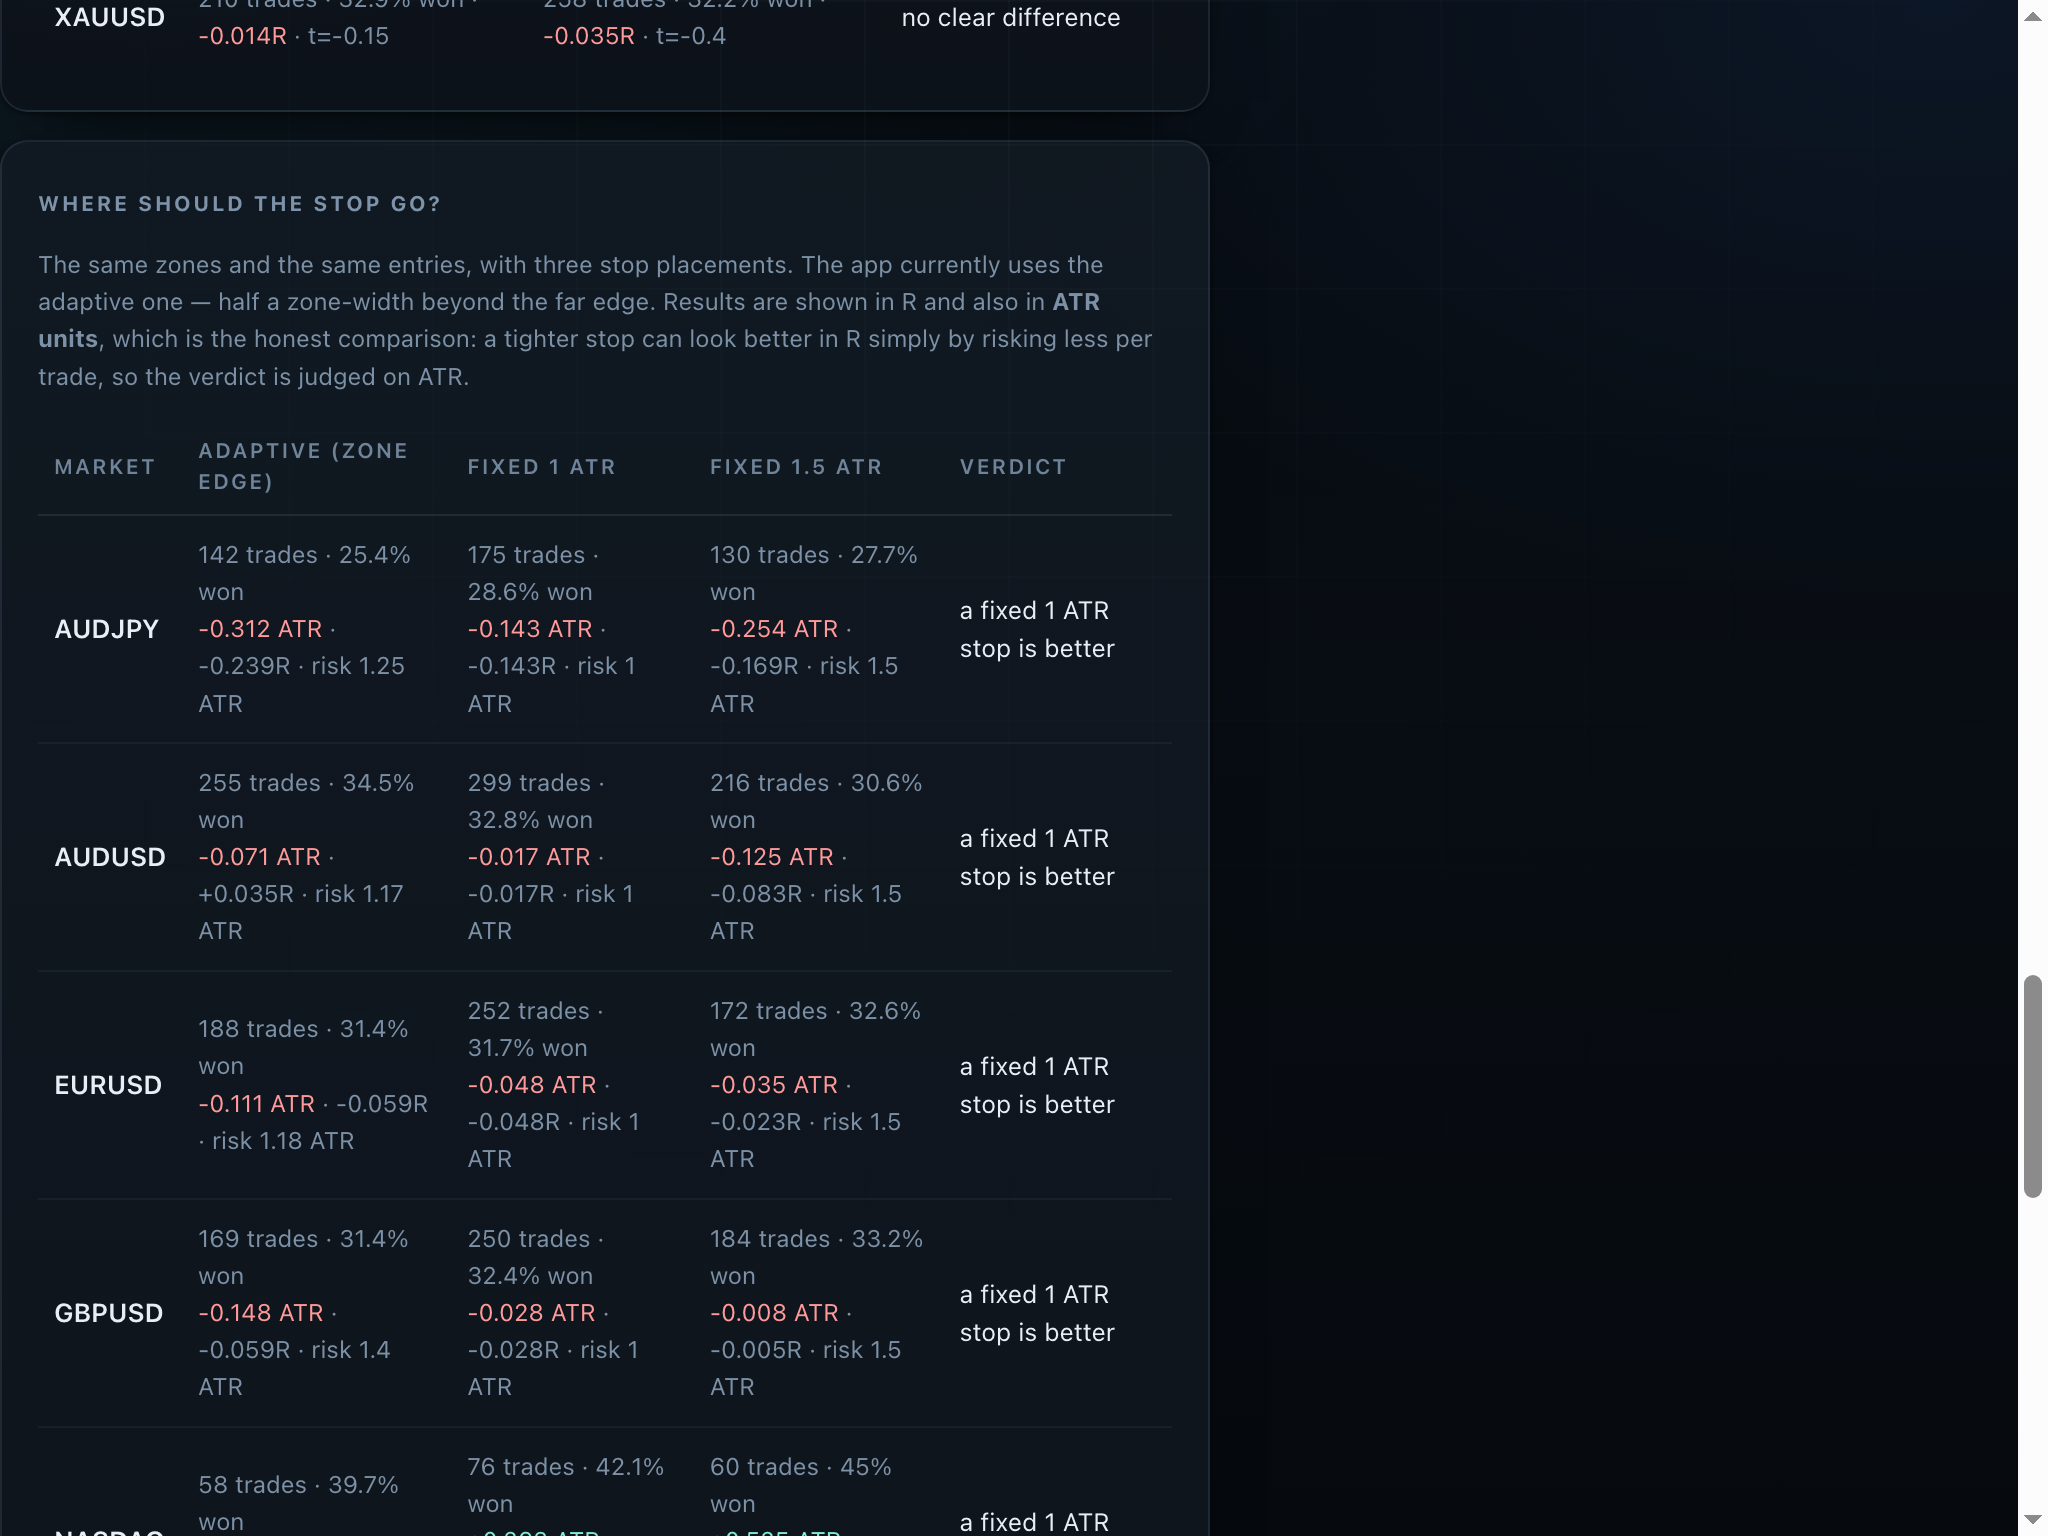 XAUUSD
-0.014R · t=-0.15
-0.035R · t=-0.4
no clear difference
WHERE SHOULD THE STOP GO?
The same zones and the same entries, with three stop placements. The app currently uses the
adaptive one — half a zone-width beyond the far edge. Results are shown in R and also in ATR
units, which is the honest comparison: a tighter stop can look better in R simply by risking less per
trade, so the verdict is judged on ATR.
MARKET
ADAPTIVE (ZONE
EDGE)
FIXED 1 ATR
FIXED 1.5 ATR
VERDICT
AUDJPY
142 trades · 25.4%
won
-0.312 ATR ·
-0.239R · risk 1.25
ATR
175 trades ·
28.6% won
-0.143 ATR ·
-0.143R · risk 1
ATR
130 trades · 27.7%
won
-0.254 ATR ·
-0.169R · risk 1.5
ATR
a fixed 1 ATR
stop is better
AUDUSD
255 trades · 34.5%
won
-0.071 ATR ·
+0.035R · risk 1.17
ATR
299 trades ·
32.8% won
-0.017 ATR ·
-0.017R · risk 1
ATR
216 trades · 30.6%
won
-0.125 ATR ·
-0.083R · risk 1.5
ATR
a fixed 1 ATR
stop is better
EURUSD
188 trades · 31.4%
won
-0.111 ATR · -0.059R
· risk 1.18 ATR
252 trades ·
31.7% won
-0.048 ATR ·
-0.048R · risk 1
ATR
172 trades · 32.6%
won
-0.035 ATR ·
-0.023R · risk 1.5
ATR
a fixed 1 ATR
stop is better
GBPUSD
169 trades · 31.4%
won
-0.148 ATR ·
-0.059R · risk 1.4
ATR
250 trades ·
32.4% won
-0.028 ATR ·
-0.028R · risk 1
ATR
184 trades · 33.2%
won
-0.008 ATR ·
-0.005R · risk 1.5
ATR
a fixed 1 ATR
stop is better
58 trades · 39.7%
won
76 trades · 42.1%
won
60 trades · 45%
won
a fixed 1 ATR